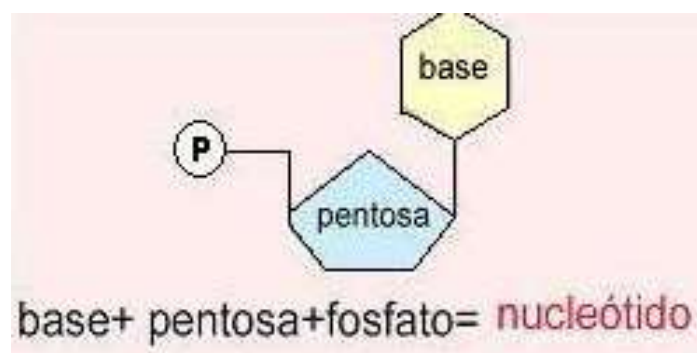 base
P
pentosa
base+ pentosa+fosfato= nucleótido